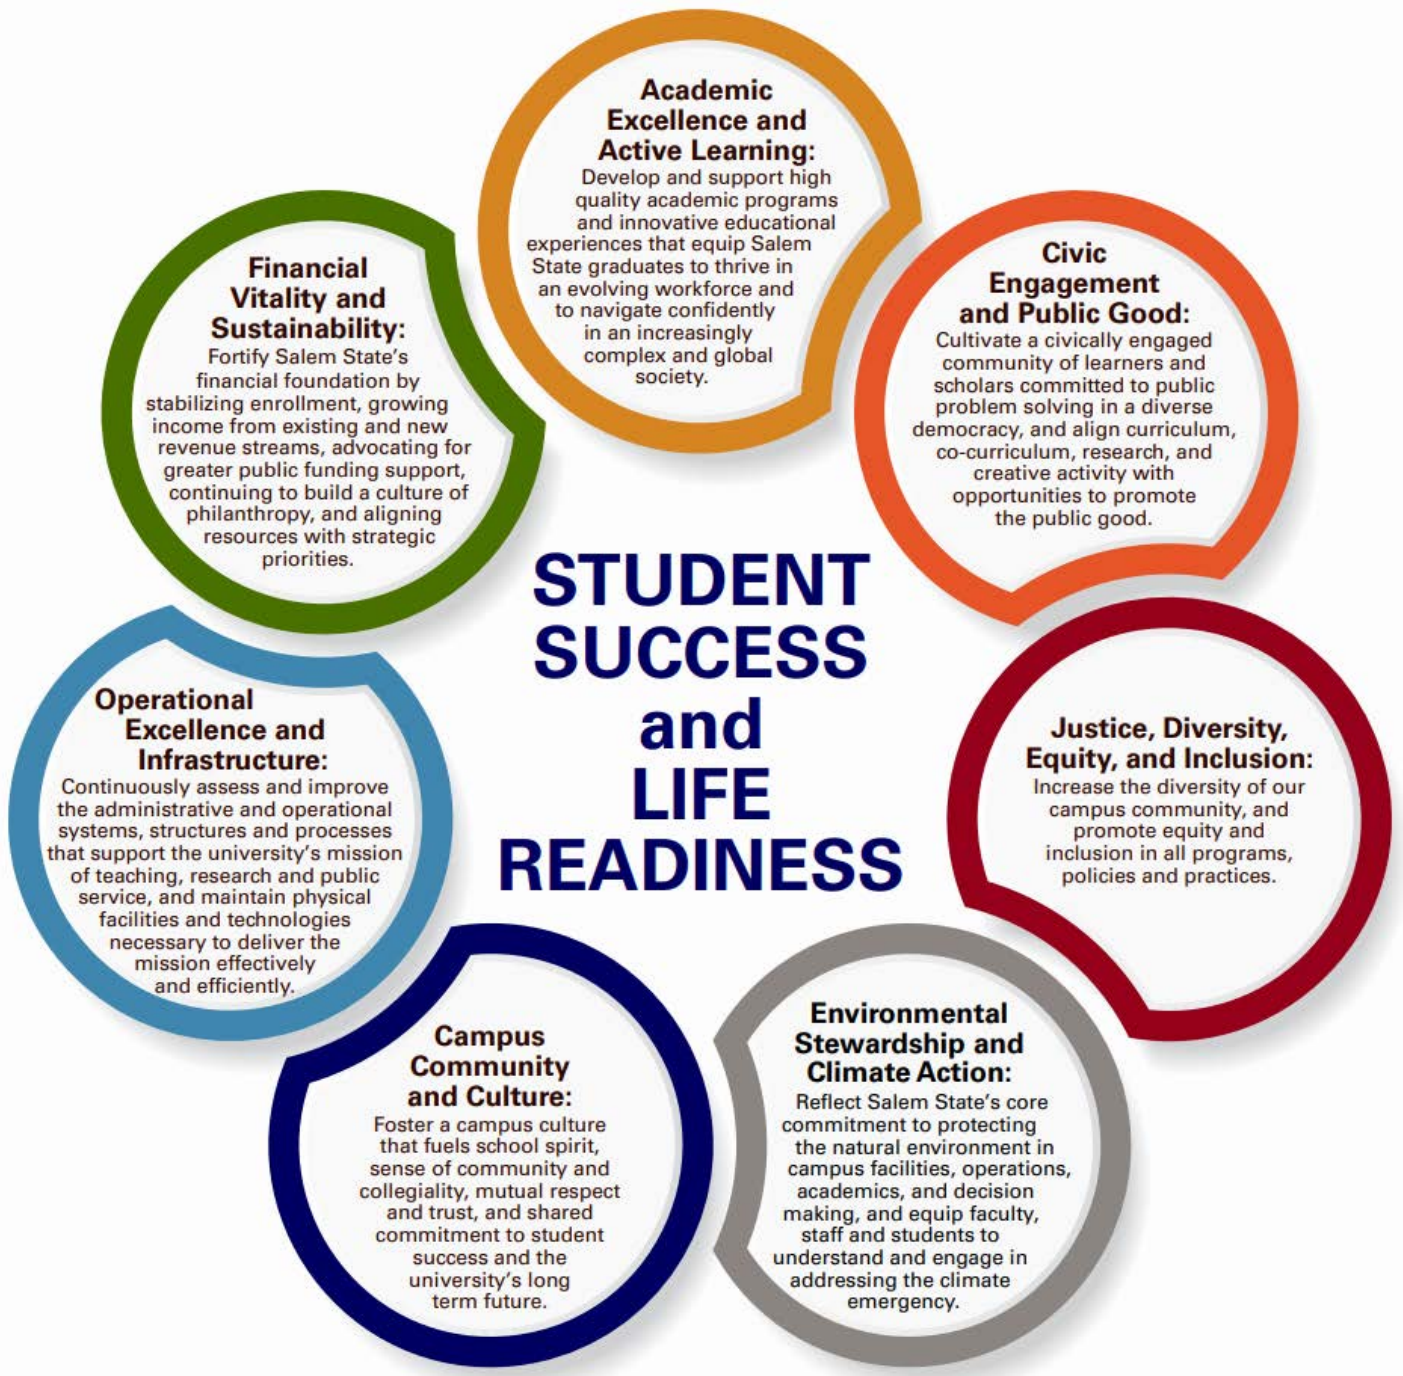 Academic
Excellence and
Active Learning:
Develop and support high
quality academic programs
and innovative educational
experiences that equip Salem
State graduates to thrive in
an evolving workforce and
to navigate confidently
in an increasingly
complex and global
society.
Civic
Engagement
and Public Good:
Cultivate a civically engaged
community of learners and
scholars committed to public
problem solving in a diverse
democracy, and align curriculum,
co-curriculum, research, and
creative activity with
opportunities to promote
the public good.
Justice, Diversity,
Equity, and Inclusion:
Increase the diversity of our
campus community, and
promote equity and
inclusion in all programs,
policies and practices.
Environmental
Stewardship and
Climate Action:
Reflect Salem State's core
commitment to protecting
the natural environment in
campus facilities, operations,
academics, and decision
making, and equip faculty,
staff and students to
understand and engage in
addressing the climate
emergency.
Campus
Community
and Culture:
Foster a campus culture
that fuels school spirit,
sense of community and
collegiality, mutual respect
and trust, and shared
commitment to student
success and the
university's long
term future.
Operational
Excellence and
Infrastructure:
Continuously assess and improve
the administrative and operational
systems, structures and processes
that support the university's mission
of teaching, research and public
service, and maintain physical
facilities and technologies
necessary to deliver the
mission effectively
and efficiently.
Financial
Vitality and
Sustainability:
Fortify Salem State's
financial foundation by
stabilizing enrollment, growing
income from existing and new
revenue streams, advocating for
greater public funding support,
continuing to build a culture of
philanthropy, and aligning
resources with strategic
priorities.
STUDENT
SUCCESS
and
LIFE
READINESS